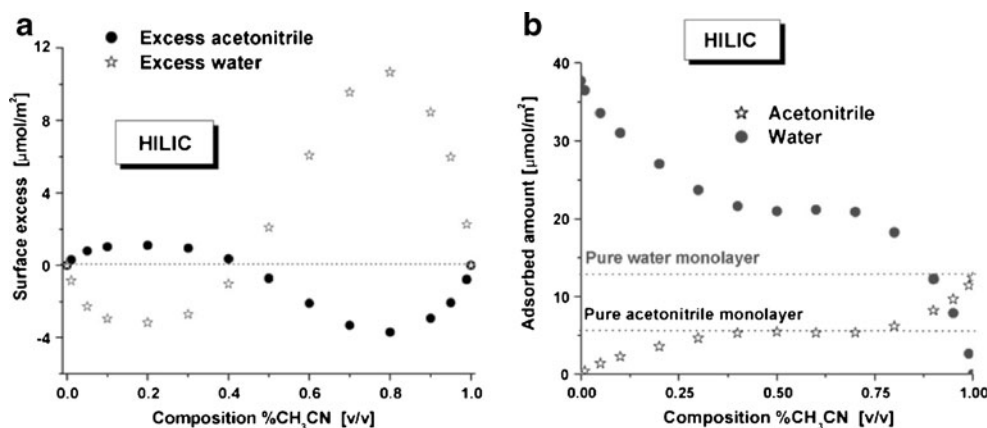 a
Excess acetonitrile
Excess water
HILIC
12
8
4
0
-4
Surface excess [μmol/m²]
0.0 0.2 0.4 0.6 0.8 1.0
Composition %CH₃CN [v/v]
b
HILIC
40
30
20
10
0
Adsorbed amount [μmol/m²]
Acetonitrile
Water
Pure water monolayer
Pure acetonitrile monolayer
0.00 0.25 0.50 0.75 1.00
Composition %CH₃CN [v/v]